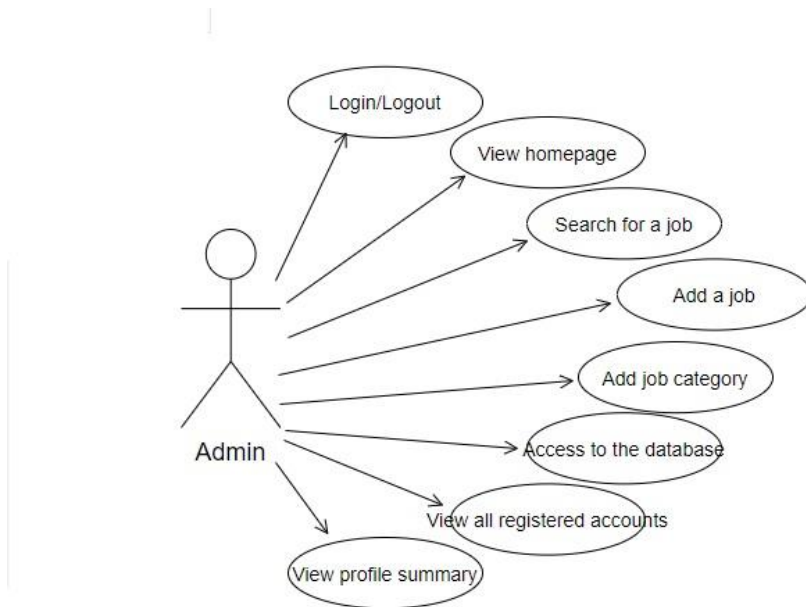 Login/Logout
View homepage
Search for a job
Add a job
Add job category
Admin
Access to the database
View all registered accounts
View profile summary